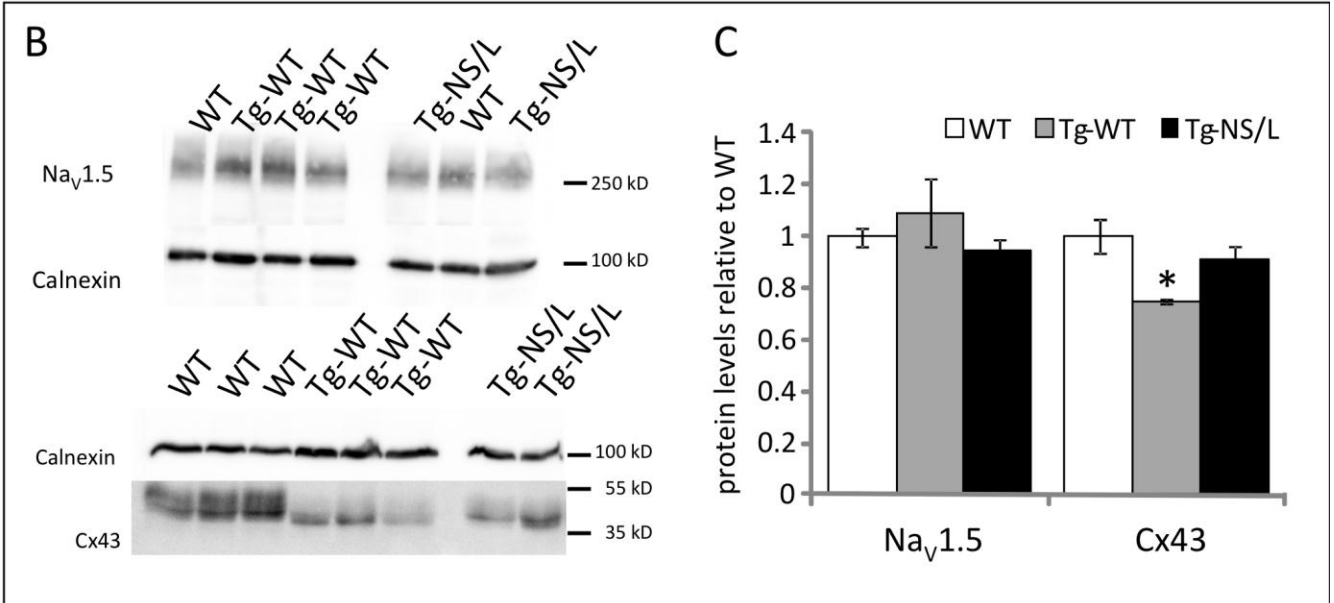 B
WT Tg-WT Tg-WT Tg-WT Tg-NS/L WT Tg-NS/L
NaV1.5
250 kD
Calnexin
100 kD
WT WT WT Tg-WT Tg-WT Tg-WT Tg-NS/L Tg-NS/L
Calnexin
100 kD
55 kD
Cx43
35 kD
C
WT Tg-WT Tg-NS/L
protein levels relative to WT
1.4
1.2
1
0.8
0.6
0.4
0.2
0
*
NaV1.5 Cx43